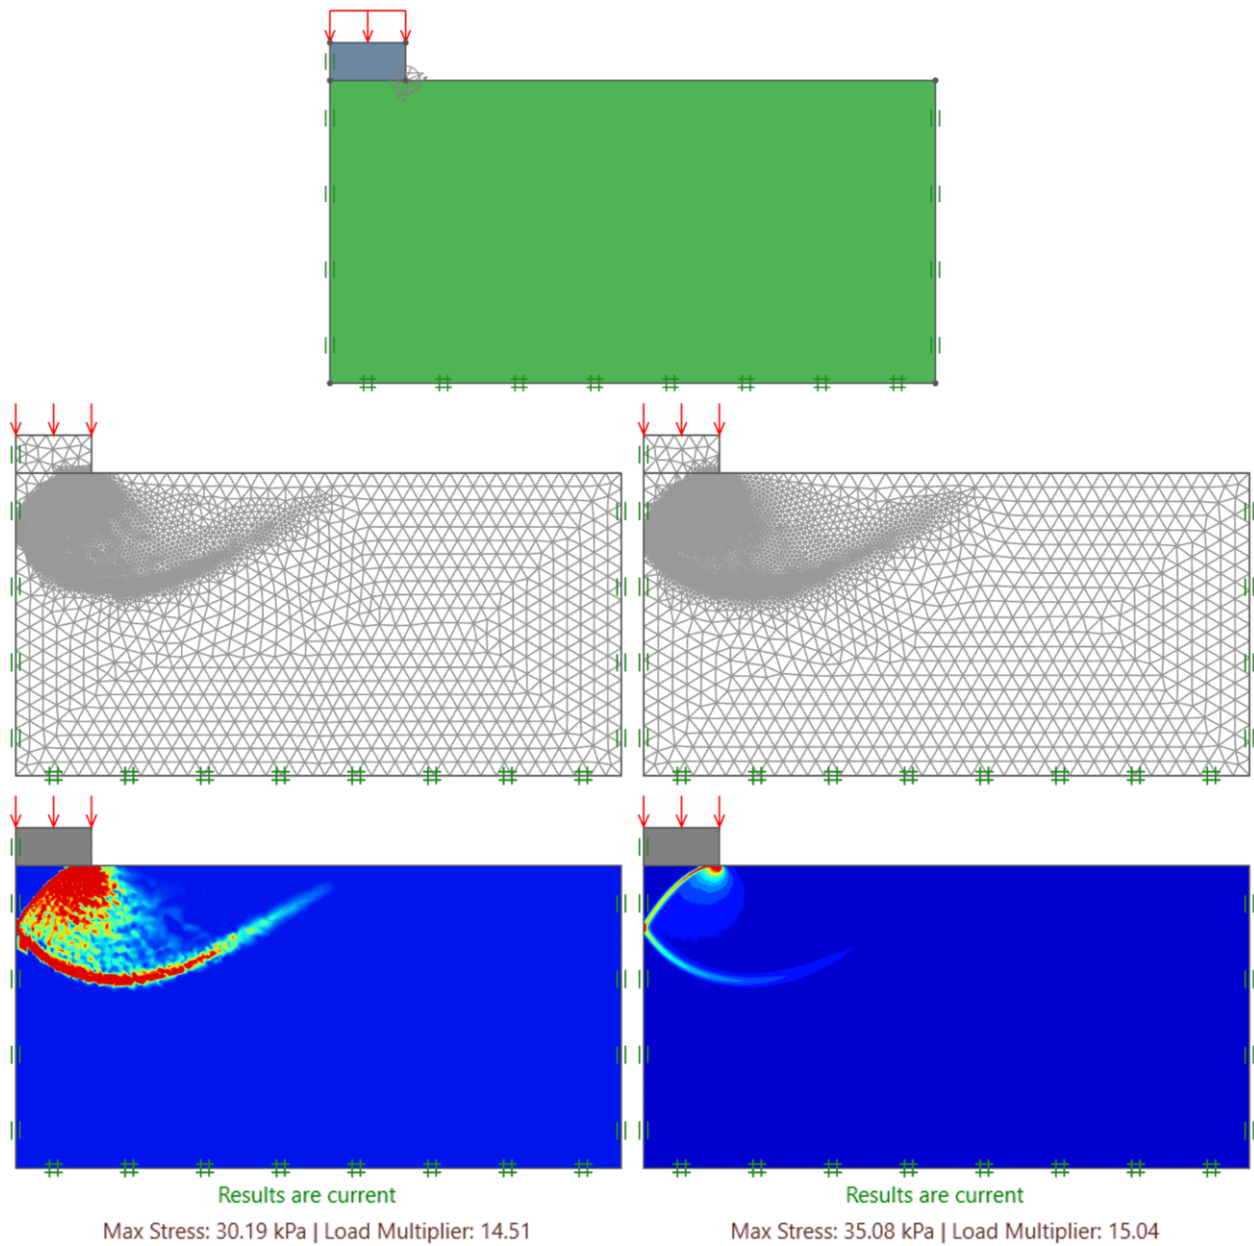 Results are current
Max Stress: 30.19 kPa | Load Multiplier: 14.51
Results are current
Max Stress: 35.08 kPa | Load Multiplier: 15.04